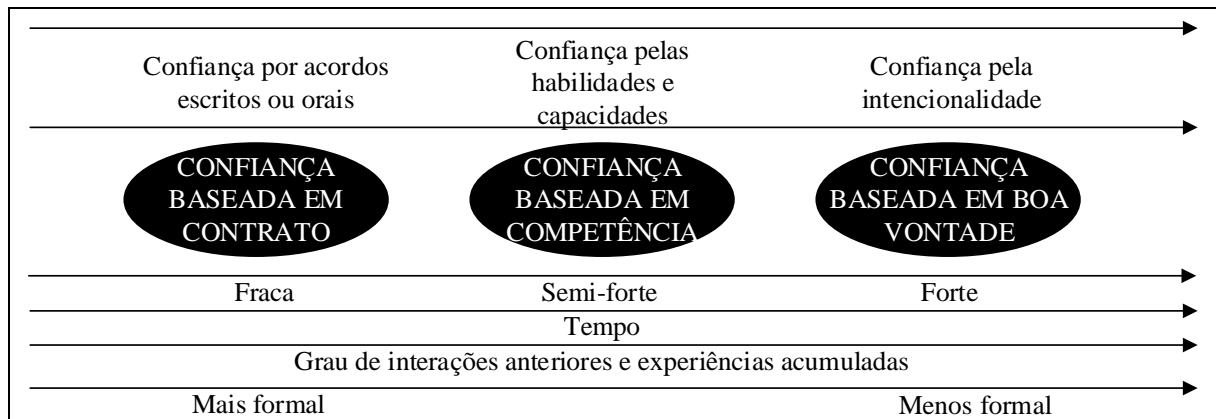 Confiança por acordos
escritos ou orais
Confiança pelas
habilidades e
capacidades
Confiança pela
intencionalidade
CONFIANÇA
BASEADA EM
CONTRATO
CONFIANÇA
BASEADA EM
COMPETÊNCIA
CONFIANÇA
BASEADA EM BOA
VONTADE
Fraca
Semi-forte
Forte
Tempo
Grau de interações anteriores e experiências acumuladas
Mais formal
Menos formal